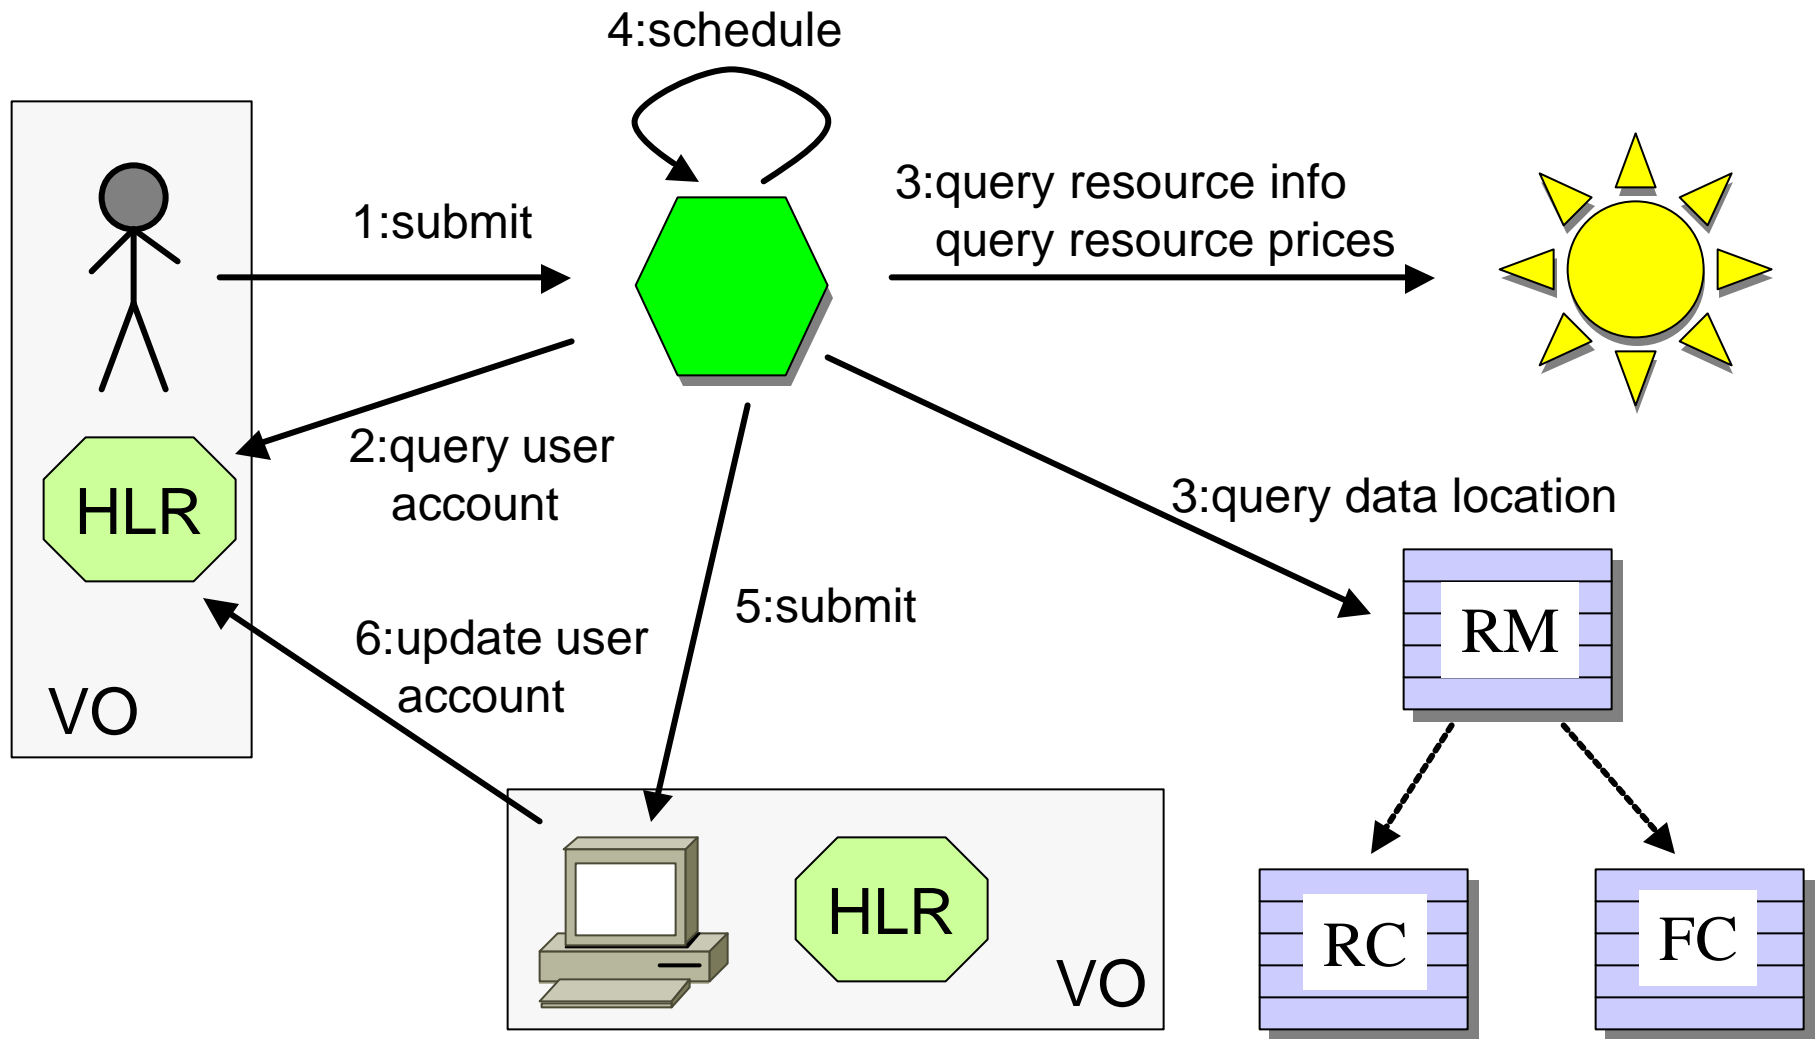 4:schedule
3:query resource info
query resource prices
1:submit
2:query user
account
HLR
3:query data location
5:submit
RM
6:update user
account
VO
HLR
VO
RC
FC